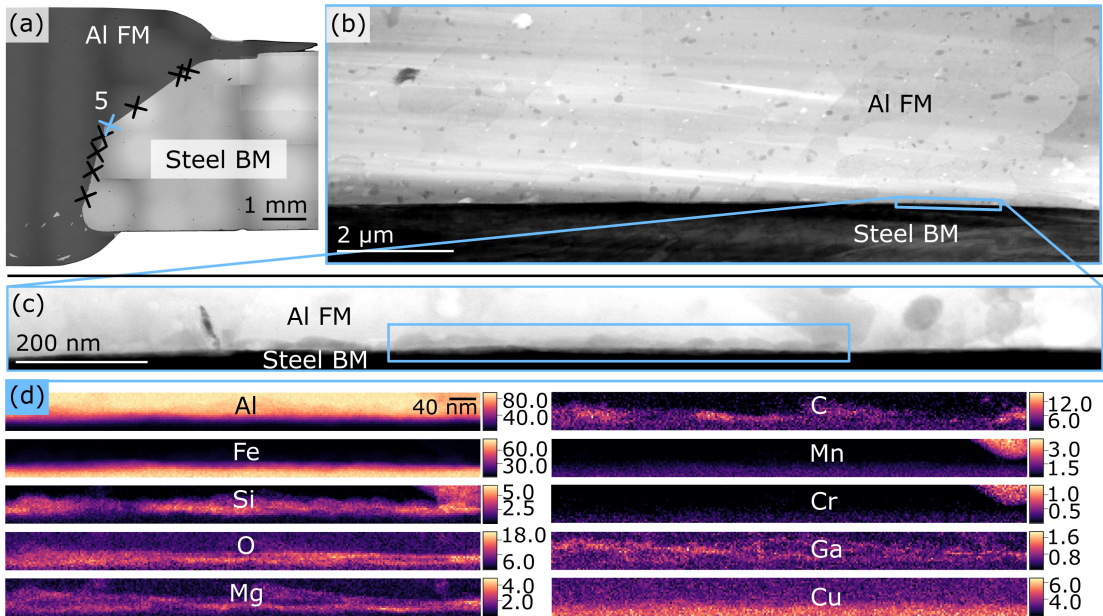 (a)
Al FM
5
Steel BM
1 mm
(b)
Al FM
2 µm
Steel BM
(c)
Al FM
200 nm
Steel BM
(d)
Al
40 nm
80.0
40.0
C
12.0
6.0
Fe
60.0
30.0
Mn
3.0
1.5
Si
5.0
2.5
Cr
1.0
0.5
O
18.0
6.0
Ga
1.6
0.8
Mg
4.0
2.0
Cu
6.0
4.0